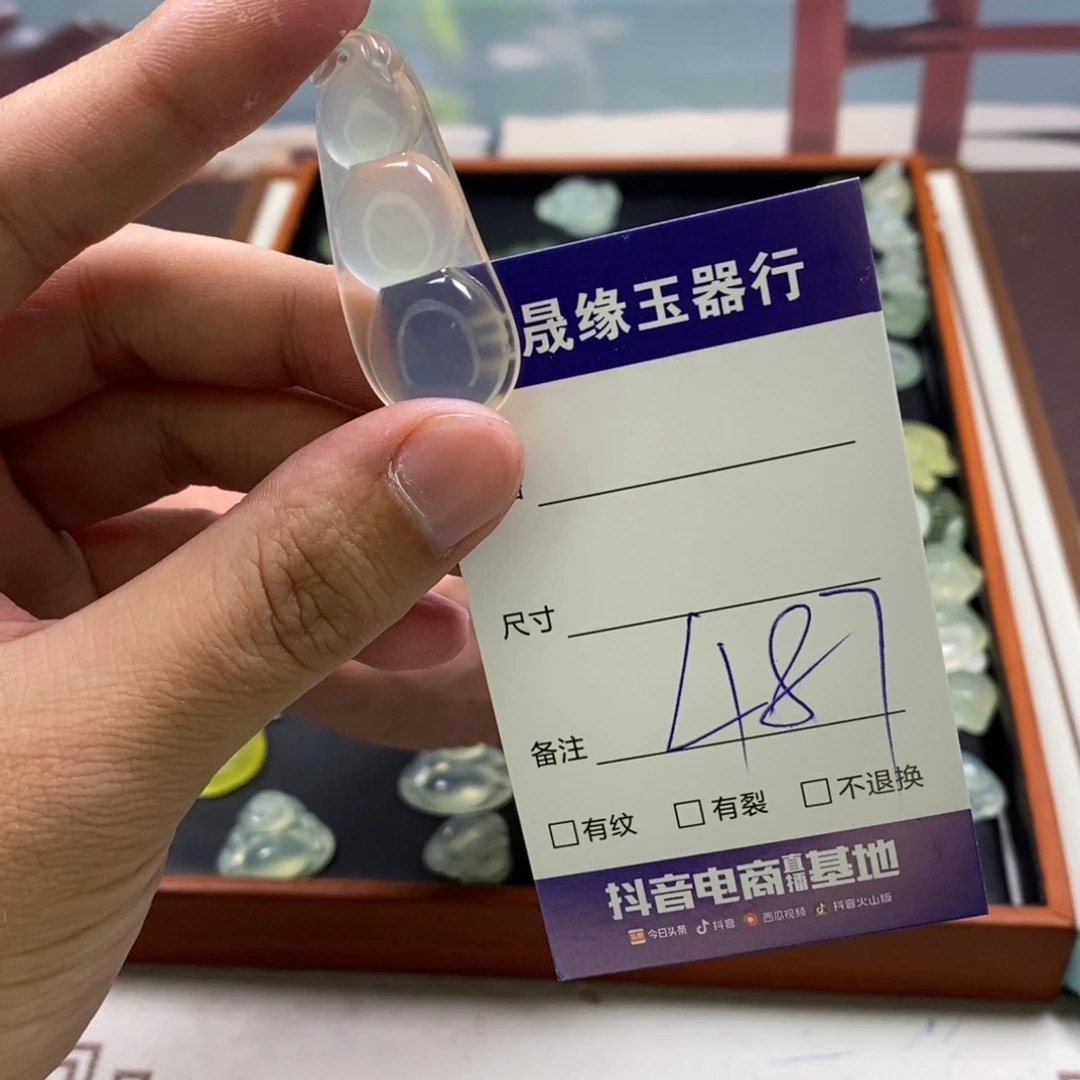 晟缘玉器行
尺寸
487
备注
有纹 有裂 不退换
抖音电商直播基地
今日头条 抖音 西瓜视频 抖音火山版